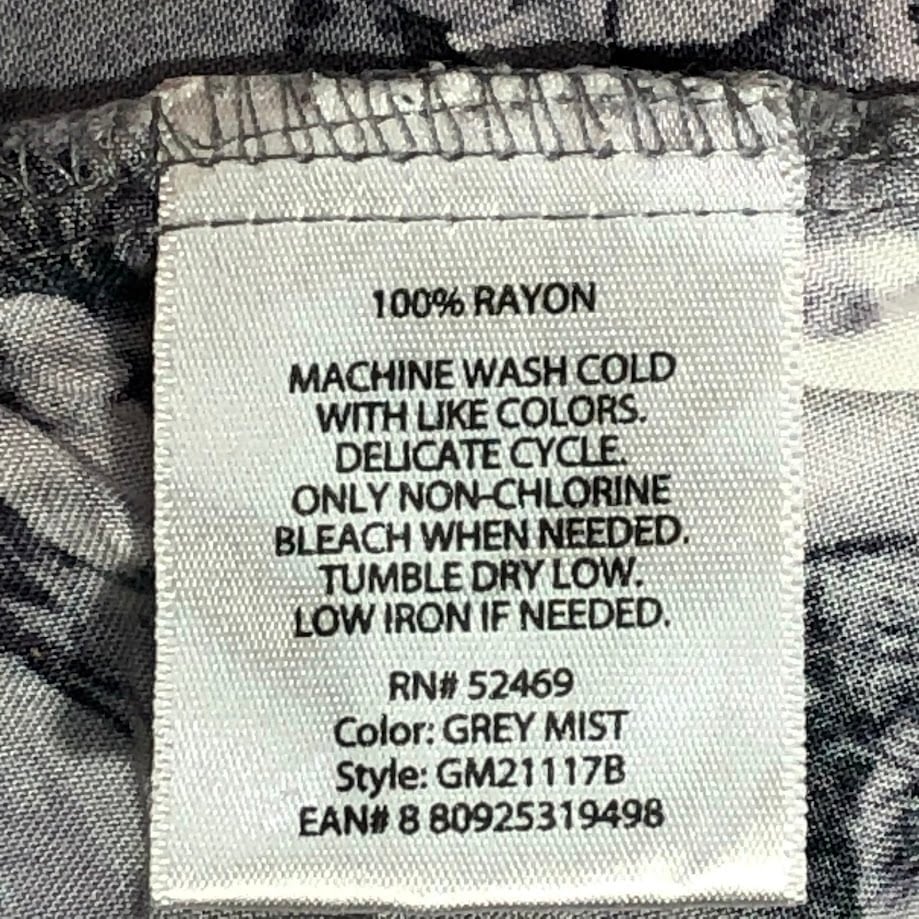 100% RAYON
MACHINE WASH COLD
WITH LIKE COLORS.
DELICATE CYCLE.
ONLY NON-CHLORINE
BLEACH WHEN NEEDED.
TUMBLE DRY LOW.
LOW IRON IF NEEDED.
RN# 52469
Color: GREY MIST
Style: GM21117B
EAN# 8 80925319498